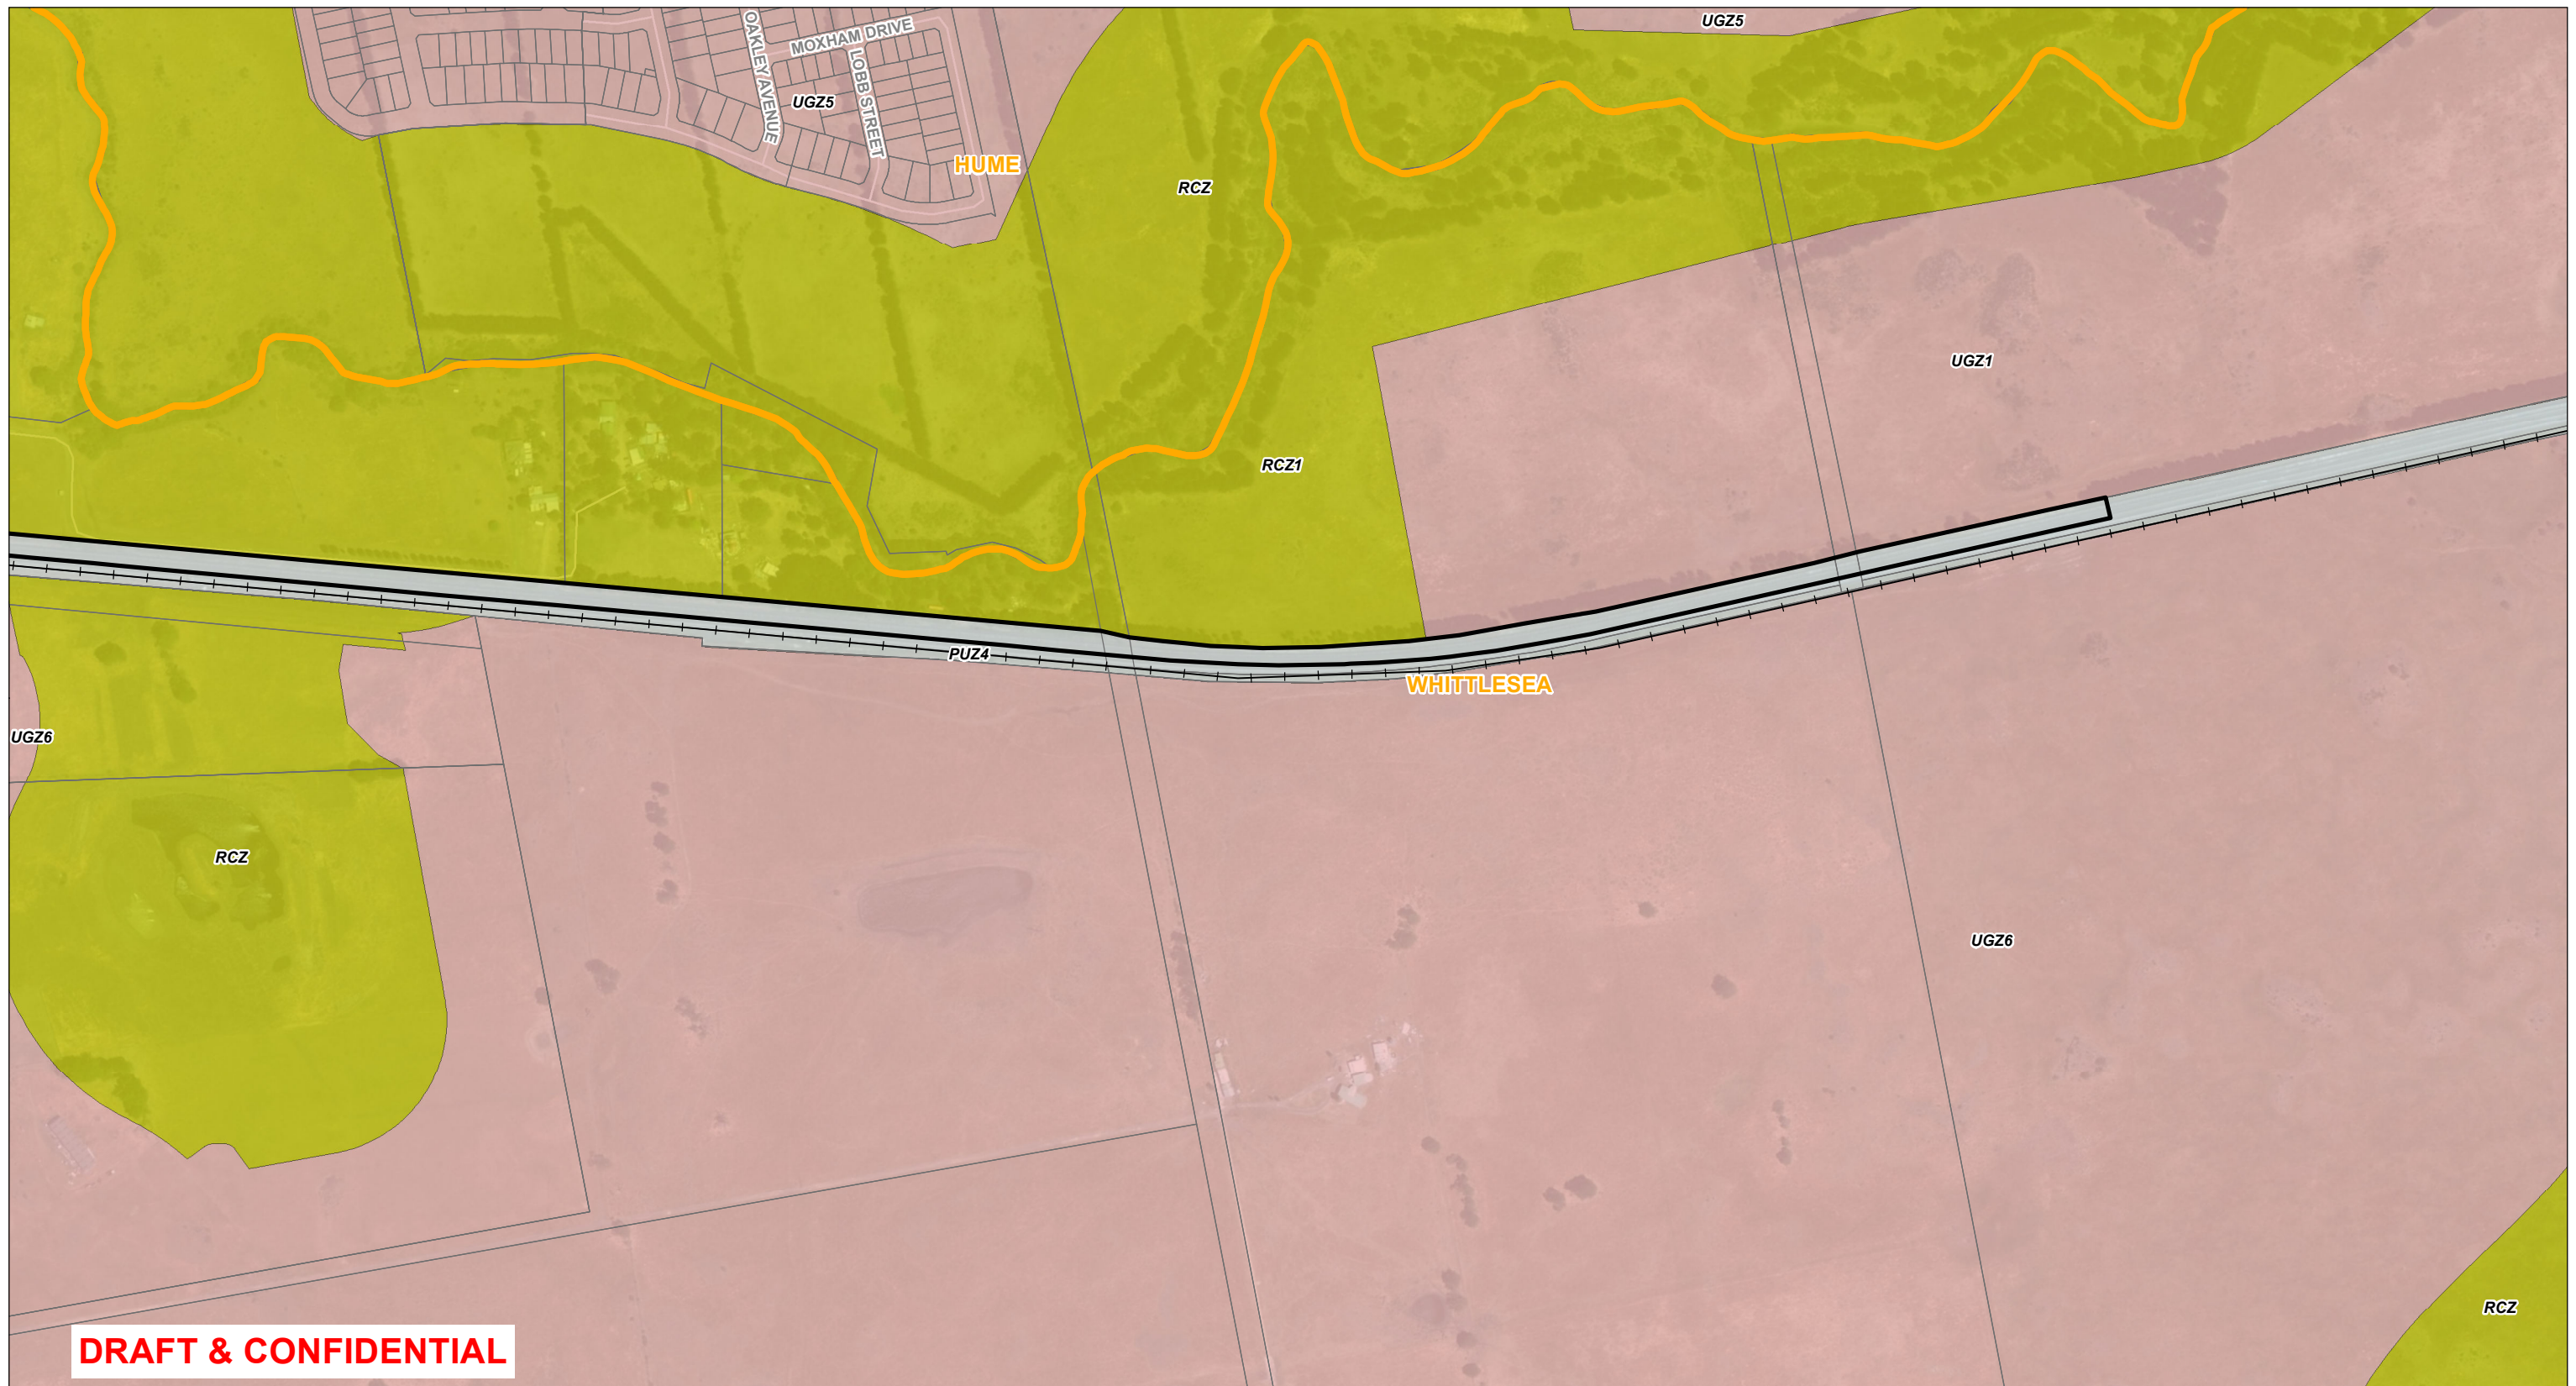 UGZ5
MOXHAM DRIVE
OAKLEY AVENUE
LOBB STREET
UGZ5
HUME
RCZ
UGZ1
RCZ1
PUZ4
WHITTLESEA
UGZ6
RCZ
UGZ6
RCZ
DRAFT & CONFIDENTIAL